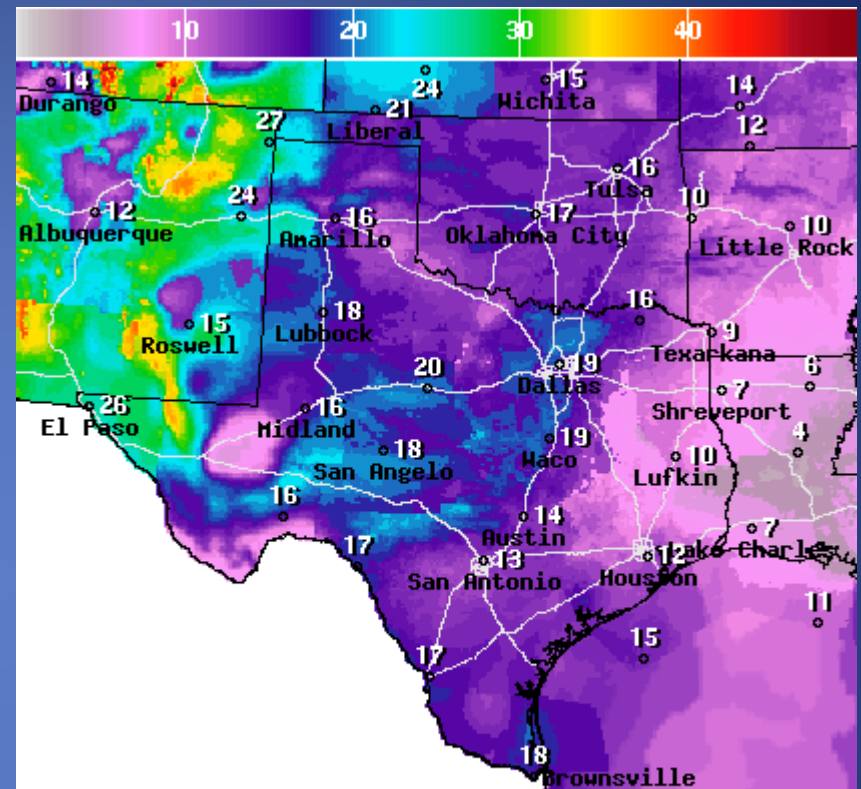 10 20 30 40
14
Durango
24
15
Wichita
14
21
Liberal
27
12
16
Tulsa
12
Albuquerque
24
16
Amarillo
17
Oklahoma City
10
10
Little Rock
15
Roswell
18
Lubbock
16
9
Texarkana
20
19
Dallas
7
Shreveport
6
26
El Paso
16
Midland
18
San Angelo
19
Waco
10
Lufkin
4
16
14
Austin
7
Lake Charles
17
13
San Antonio
12
Houston
11
15
17
18
Brownsville